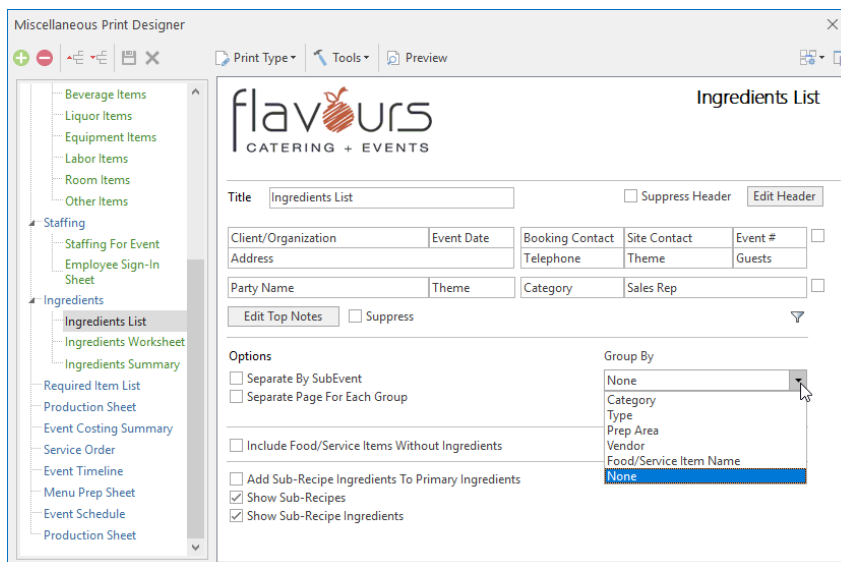 Miscellaneous Print Designer
Print Type
Tools
Preview
Beverage Items
Liquor Items
Equipment Items
Labor Items
Room Items
Other Items
Staffing
Staffing For Event
Employee Sign-In
Sheet
Ingredients
Ingredients List
Ingredients Worksheet
Ingredients Summary
Required Item List
Production Sheet
Event Costing Summary
Service Order
Event Timeline
Menu Prep Sheet
Event Schedule
Production Sheet
flavours
CATERING + EVENTS
Ingredients List
Title Ingredients List Suppress Header Edit Header
Client/Organization Event Date Booking Contact Site Contact Event #
Address Telephone Theme Guests
Party Name Theme Category Sales Rep
Edit Top Notes Suppress
Options Group By
Separate By SubEvent None
Separate Page For Each Group Category
Type
Prep Area
Include Food/Service Items Without Ingredients Vendor
Food/Service Item Name
Add Sub-Recipe Ingredients To Primary Ingredients None
Show Sub-Recipes
Show Sub-Recipe Ingredients